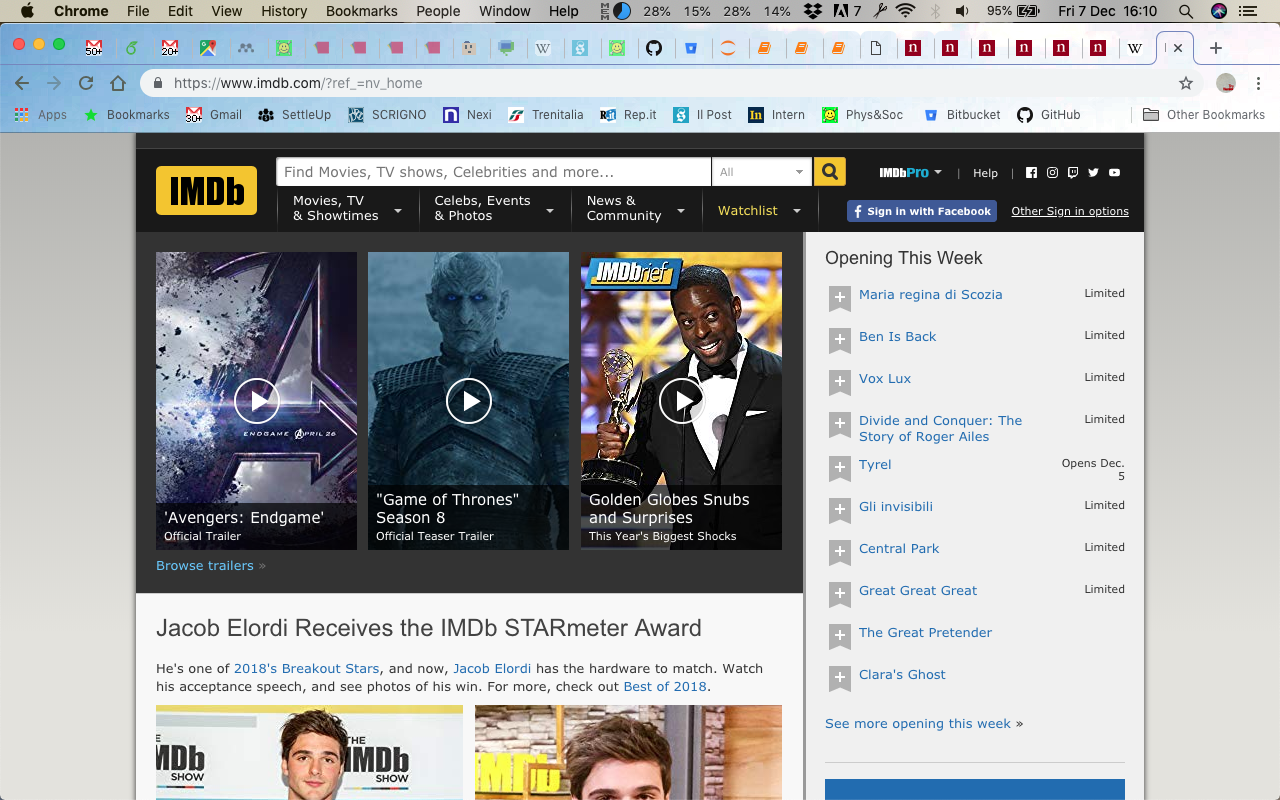 Chrome File Edit View History Bookmarks People Window Help MEM 28% 15% 28% 14% 7 95% Fri 7 Dec 16:10
50+ 20+ W n n n n n n W
https://www.imdb.com/?ref_=nv_home
Apps Bookmarks 30+ Gmail SettleUp SCRIGNO Nexi Trenitalia Rep.it Il Post In Intern Phys&Soc Bitbucket GitHub Other Bookmarks
IMDb
Find Movies, TV shows, Celebrities and more...
All
IMDbPro | Help |
Movies, TV
& Showtimes
Celebs, Events
& Photos
News &
Community
Watchlist
f Sign in with Facebook
Other Sign in options
ENDGAME APRIL 26
'Avengers: Endgame'
Official Trailer
"Game of Thrones"
Season 8
Official Teaser Trailer
IMDbrief
Golden Globes Snubs
and Surprises
This Year's Biggest Shocks
Browse trailers »
Jacob Elordi Receives the IMDb STARmeter Award
He's one of 2018's Breakout Stars, and now, Jacob Elordi has the hardware to match. Watch
his acceptance speech, and see photos of his win. For more, check out Best of 2018.
THE
IMDb
SHOW
THE
IMDb
SHOW
IMDb
Opening This Week
Maria regina di Scozia Limited
Ben Is Back Limited
Vox Lux Limited
Divide and Conquer: The Limited
Story of Roger Ailes
Tyrel Opens Dec.
5
Gli invisibili Limited
Central Park Limited
Great Great Great Limited
The Great Pretender
Clara's Ghost
See more opening this week »